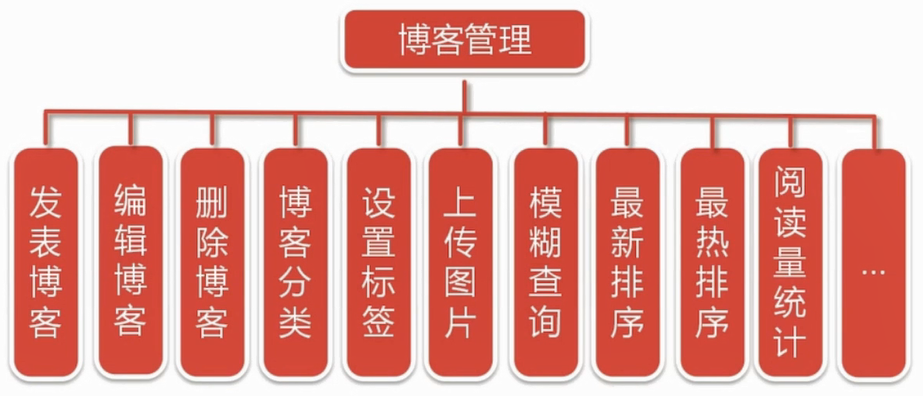 博客管理
发表博客
编辑博客
删除博客
博客分类
设置标签
上传图片
模糊查询
最新排序
最热排序
阅读量统计
...